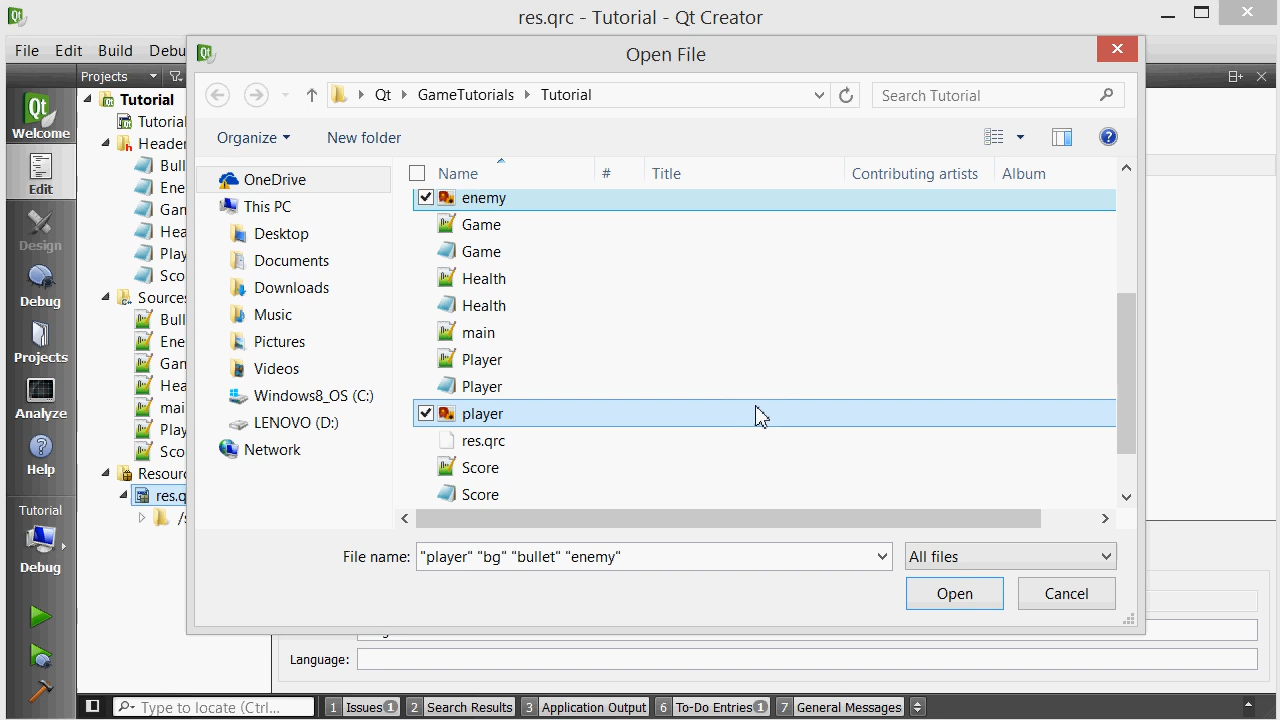 res.qrc - Tutorial - Qt Creator
File Edit Build Debu
Open File
Projects
Qt GameTutorials Tutorial
Search Tutorial
Organize New folder
Welcome
Edit
Design
Debug
Projects
Analyze
Help
Tutorial
Debug
Tutorial
Tutorial
Header
Bull
Ene
Gan
Hea
Play
Sco
Sources
Bull
Ene
Gan
Hea
mai
Play
Sco
Resourc
res.q
OneDrive
This PC
Desktop
Documents
Downloads
Music
Pictures
Videos
Windows8_OS (C:)
LENOVO (D:)
Network
Name # Title Contributing artists Album
enemy
Game
Game
Health
Health
main
Player
Player
player
res.qrc
Score
Score
File name: "player" "bg" "bullet" "enemy"
All files
Open Cancel
Language:
Type to locate (Ctrl...
1 Issues 1 2 Search Results 3 Application Output 6 To-Do Entries 1 7 General Messages